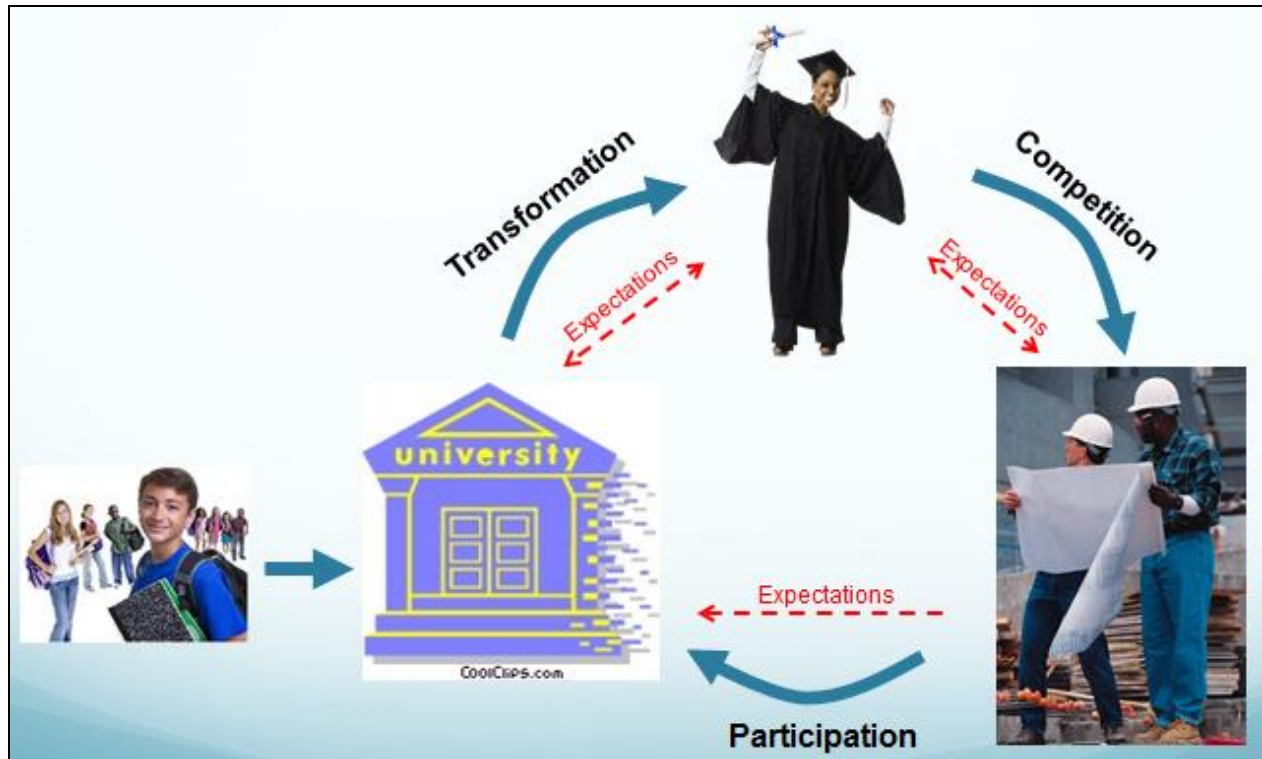 Transformation
Competition
Expectations
Expectations
university
Expectations
CoolCLiPS.com
Participation